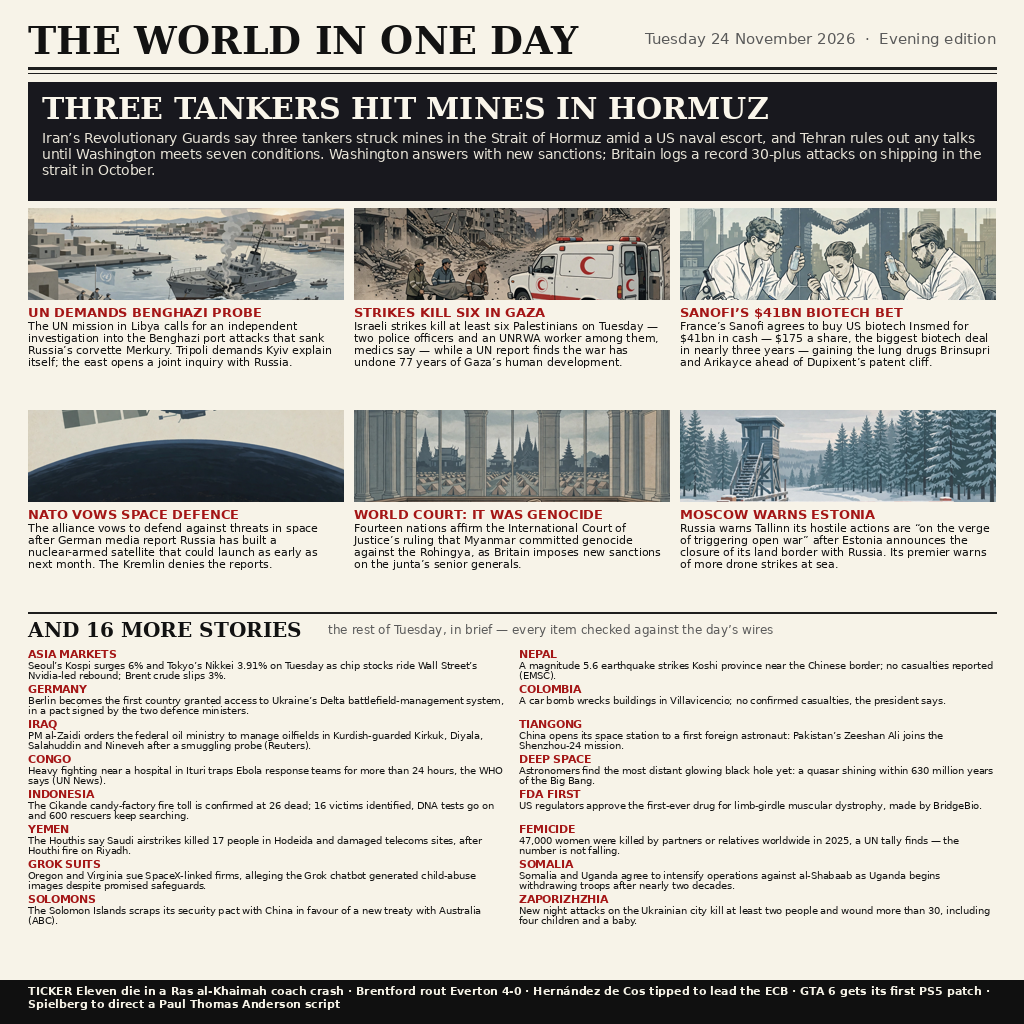 THE WORLD IN ONE DAY
Tuesday 24 November 2026 · Evening edition
THREE TANKERS HIT MINES IN HORMUZ
Iran’s Revolutionary Guards say three tankers struck mines in the Strait of Hormuz amid a US naval escort, and Tehran rules out any talks
until Washington meets seven conditions. Washington answers with new sanctions; Britain logs a record 30-plus attacks on shipping in the
strait in October.
UN DEMANDS BENGHAZI PROBE
The UN mission in Libya calls for an independent
investigation into the Benghazi port attacks that sank
Russia’s corvette Merkury. Tripoli demands Kyiv explain
itself; the east opens a joint inquiry with Russia.
STRIKES KILL SIX IN GAZA
Israeli strikes kill at least six Palestinians on Tuesday —
two police officers and an UNRWA worker among them,
medics say — while a UN report finds the war has
undone 77 years of Gaza’s human development.
SANOFI’S $41BN BIOTECH BET
France’s Sanofi agrees to buy US biotech Insmed for
$41bn in cash — $175 a share, the biggest biotech deal
in nearly three years — gaining the lung drugs Brinsupri
and Arikayce ahead of Dupixent’s patent cliff.
NATO VOWS SPACE DEFENCE
The alliance vows to defend against threats in space
after German media report Russia has built a
nuclear-armed satellite that could launch as early as
next month. The Kremlin denies the reports.
WORLD COURT: IT WAS GENOCIDE
Fourteen nations affirm the International Court of
Justice’s ruling that Myanmar committed genocide
against the Rohingya, as Britain imposes new sanctions
on the junta’s senior generals.
MOSCOW WARNS ESTONIA
Russia warns Tallinn its hostile actions are “on the verge
of triggering open war” after Estonia announces the
closure of its land border with Russia. Its premier warns
of more drone strikes at sea.
AND 16 MORE STORIES
the rest of Tuesday, in brief — every item checked against the day’s wires
ASIA MARKETS
Seoul’s Kospi surges 6% and Tokyo’s Nikkei 3.91% on Tuesday as chip stocks ride Wall Street’s
Nvidia-led rebound; Brent crude slips 3%.
GERMANY
Berlin becomes the first country granted access to Ukraine’s Delta battlefield-management system,
in a pact signed by the two defence ministers.
IRAQ
PM al-Zaidi orders the federal oil ministry to manage oilfields in Kurdish-guarded Kirkuk, Diyala,
Salahuddin and Nineveh after a smuggling probe (Reuters).
CONGO
Heavy fighting near a hospital in Ituri traps Ebola response teams for more than 24 hours, the WHO
says (UN News).
INDONESIA
The Cikande candy-factory fire toll is confirmed at 26 dead; 16 victims identified, DNA tests go on
and 600 rescuers keep searching.
YEMEN
The Houthis say Saudi airstrikes killed 17 people in Hodeida and damaged telecoms sites, after
Houthi fire on Riyadh.
GROK SUITS
Oregon and Virginia sue SpaceX-linked firms, alleging the Grok chatbot generated child-abuse
images despite promised safeguards.
SOLOMONS
The Solomon Islands scraps its security pact with China in favour of a new treaty with Australia
(ABC).
NEPAL
A magnitude 5.6 earthquake strikes Koshi province near the Chinese border; no casualties reported
(EMSC).
COLOMBIA
A car bomb wrecks buildings in Villavicencio; no confirmed casualties, the president says.
TIANGONG
China opens its space station to a first foreign astronaut: Pakistan’s Zeeshan Ali joins the
Shenzhou-24 mission.
DEEP SPACE
Astronomers find the most distant glowing black hole yet: a quasar shining within 630 million years
of the Big Bang.
FDA FIRST
US regulators approve the first-ever drug for limb-girdle muscular dystrophy, made by BridgeBio.
FEMICIDE
47,000 women were killed by partners or relatives worldwide in 2025, a UN tally finds — the
number is not falling.
SOMALIA
Somalia and Uganda agree to intensify operations against al-Shabaab as Uganda begins
withdrawing troops after nearly two decades.
ZAPORIZHZHIA
New night attacks on the Ukrainian city kill at least two people and wound more than 30, including
four children and a baby.
TICKER Eleven die in a Ras al-Khaimah coach crash · Brentford rout Everton 4-0 · Hernández de Cos tipped to lead the ECB · GTA 6 gets its first PS5 patch ·
Spielberg to direct a Paul Thomas Anderson script